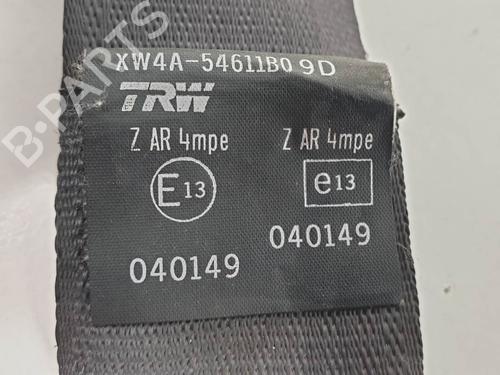 XW4A-54611B09D
TRW
Z AR 4mpe Z AR 4mpe
E13 e13
040149 040149
B-PARTS